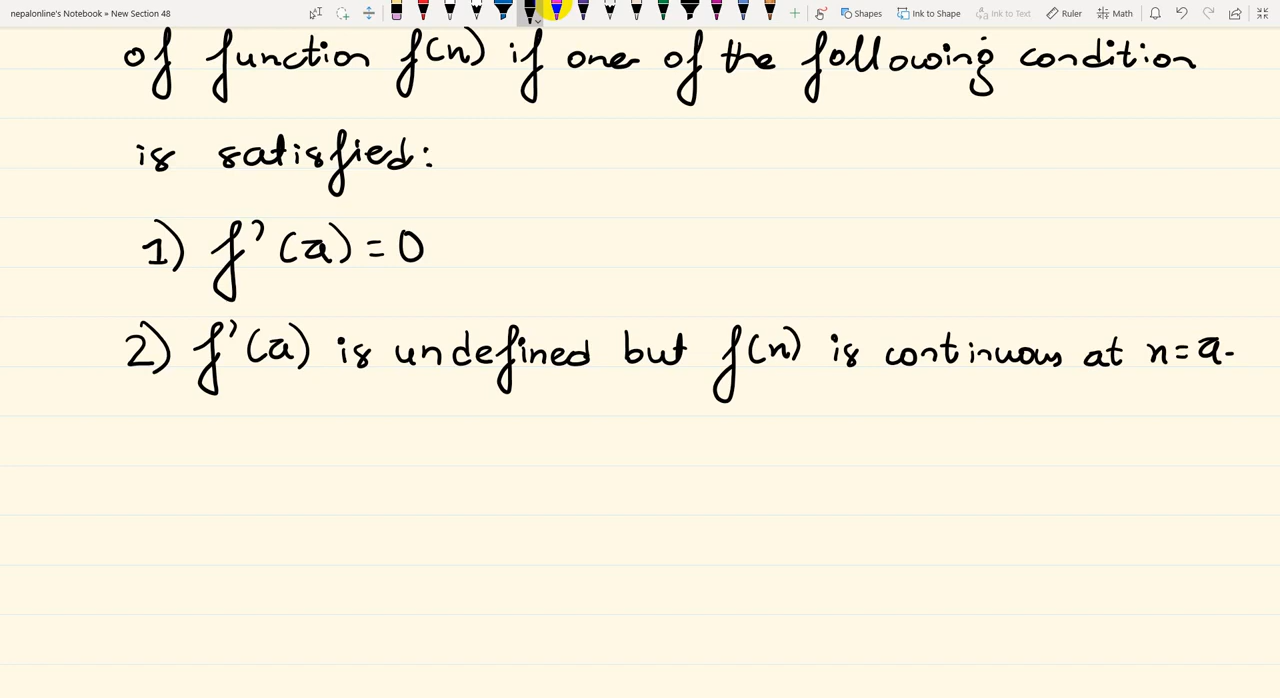 nepalonline's Notebook » New Section 48
Shapes
Ink to Shape
Ink to Text
Ruler
Math
of function f(n) if one of the following condition
is satisfied:
1) f'(a) = 0
2) f'(a) is undefined but f(n) is continuous at n = a.